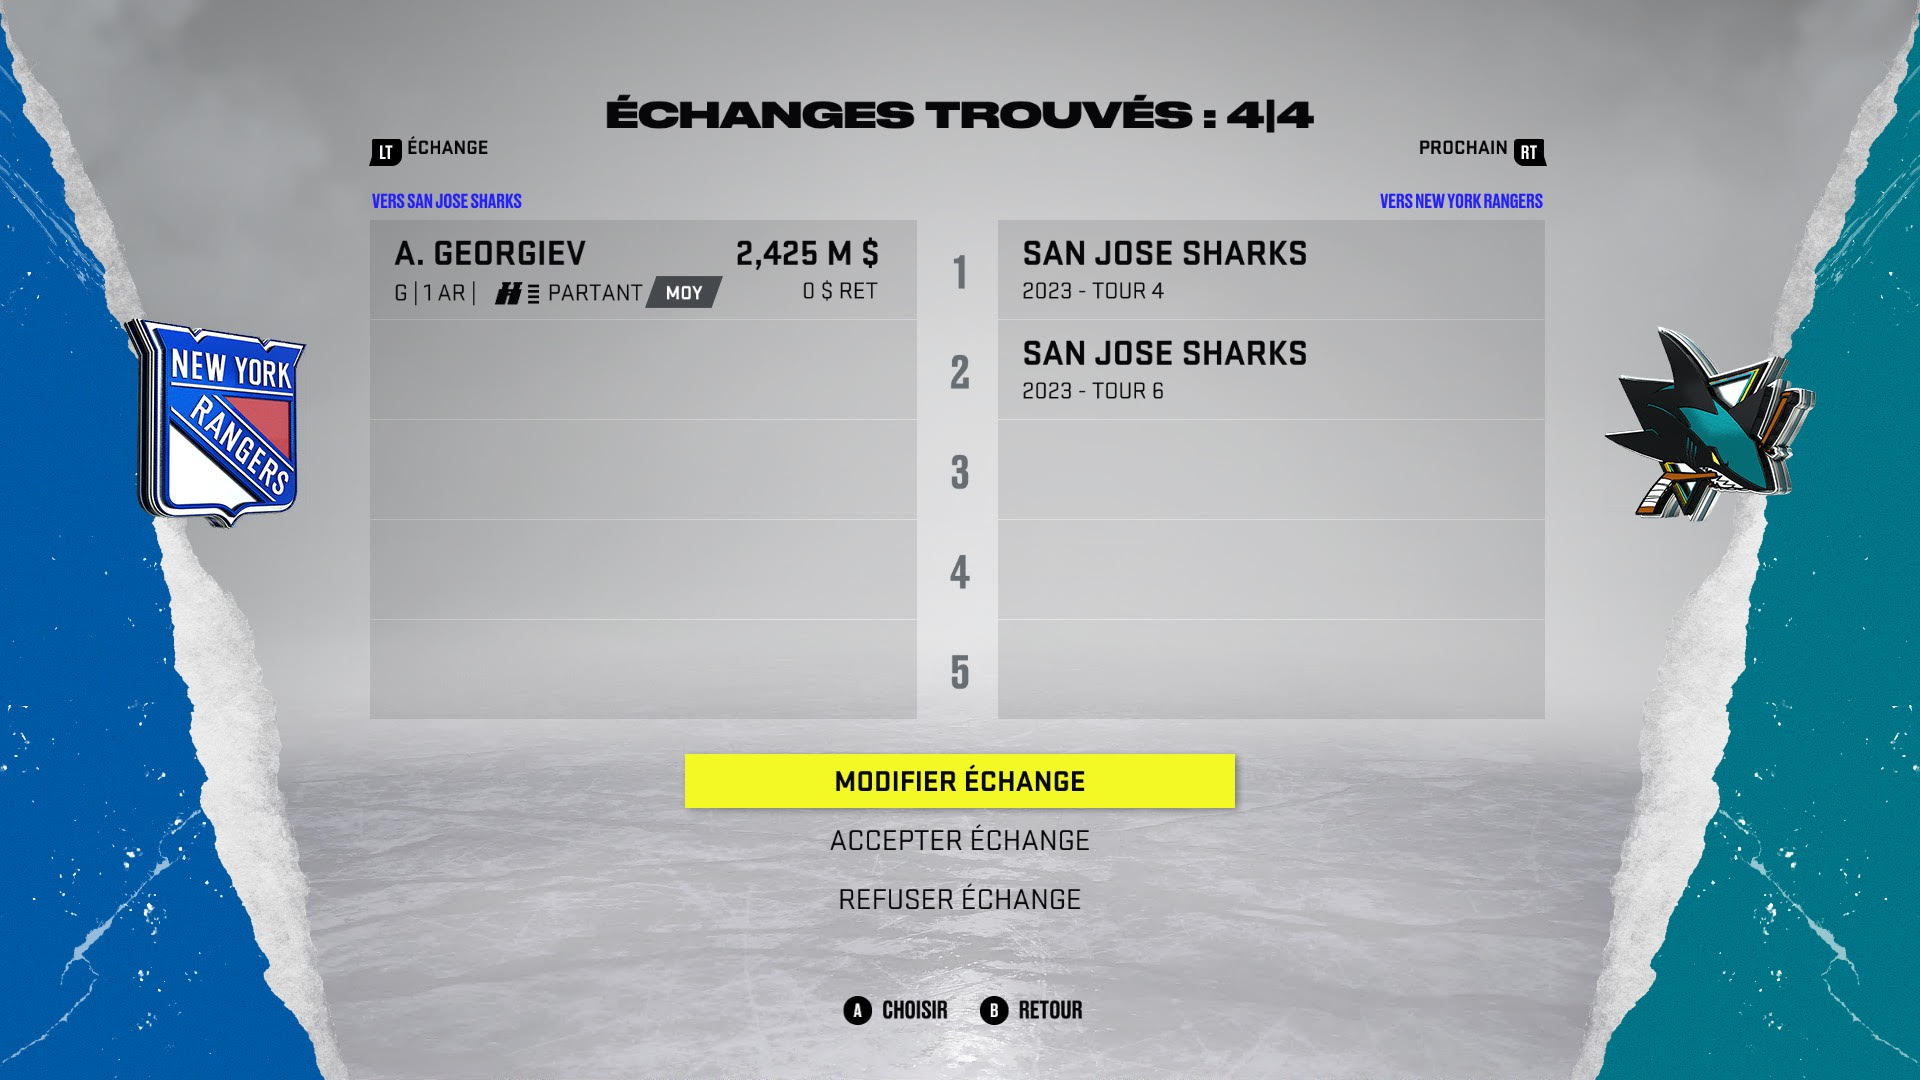 ÉCHANGES TROUVÉS : 4|4
LT ÉCHANGE
PROCHAIN RT
VERS SAN JOSE SHARKS
VERS NEW YORK RANGERS
A. GEORGIEV 2,425 M $
G | 1 AR | PARTANT MOY 0 $ RET
1
SAN JOSE SHARKS
2023 - TOUR 4
2
SAN JOSE SHARKS
2023 - TOUR 6
3
4
5
NEW YORK
RANGERS
MODIFIER ÉCHANGE
ACCEPTER ÉCHANGE
REFUSER ÉCHANGE
A CHOISIR B RETOUR